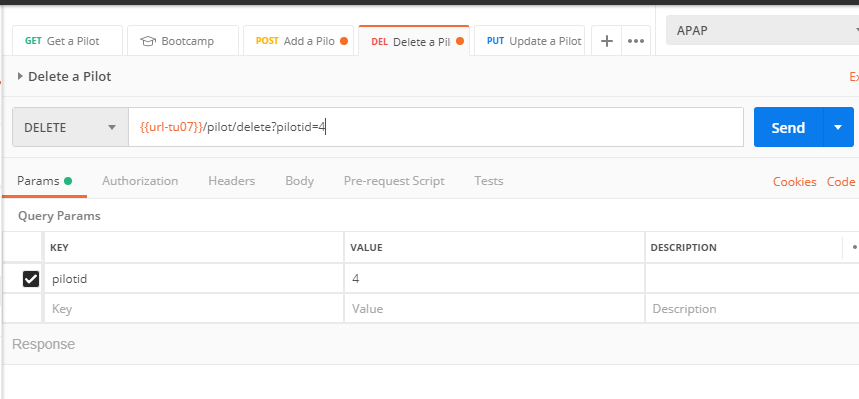 GET Get a Pilot Bootcamp POST Add a Pilo DEL Delete a Pil PUT Update a Pilot + ••• APAP
Delete a Pilot Ex
DELETE {{url-tu07}}/pilot/delete?pilotid=4 Send
Params Authorization Headers Body Pre-request Script Tests Cookies Code
Query Params
KEY VALUE DESCRIPTION
pilotid 4
Key Value Description
Response